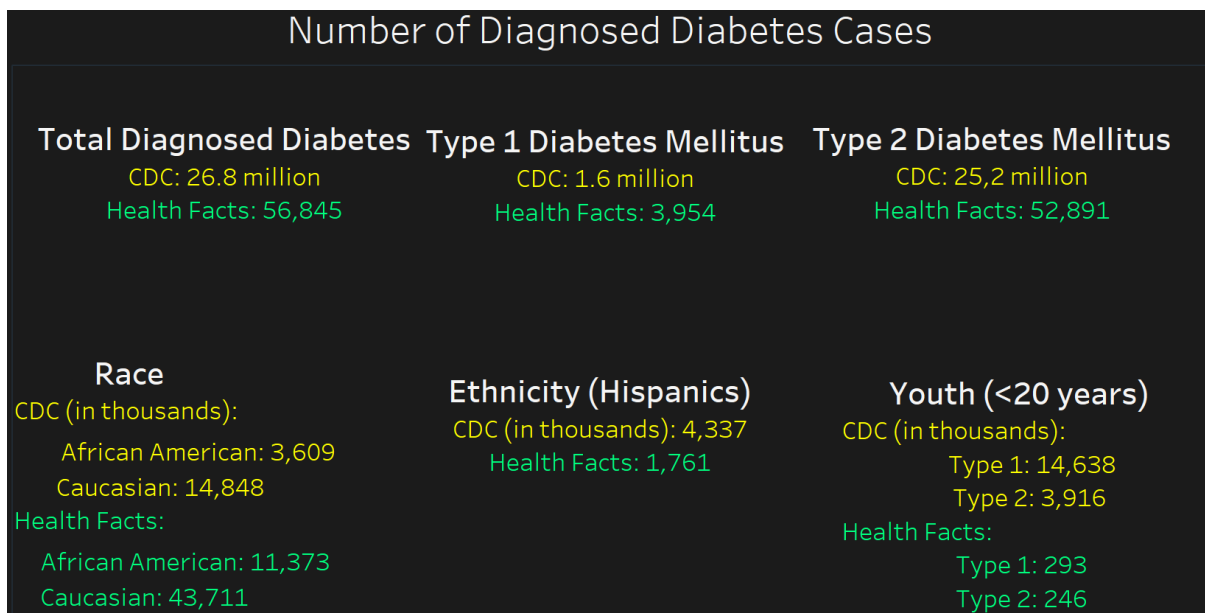 Number of Diagnosed Diabetes Cases
Total Diagnosed Diabetes
CDC: 26.8 million
Health Facts: 56,845
Type 1 Diabetes Mellitus
CDC: 1.6 million
Health Facts: 3,954
Type 2 Diabetes Mellitus
CDC: 25,2 million
Health Facts: 52,891
Race
CDC (in thousands):
African American: 3,609
Caucasian: 14,848
Health Facts:
African American: 11,373
Caucasian: 43,711
Ethnicity (Hispanics)
CDC (in thousands): 4,337
Health Facts: 1,761
Youth (<20 years)
CDC (in thousands):
Type 1: 14,638
Type 2: 3,916
Health Facts:
Type 1: 293
Type 2: 246